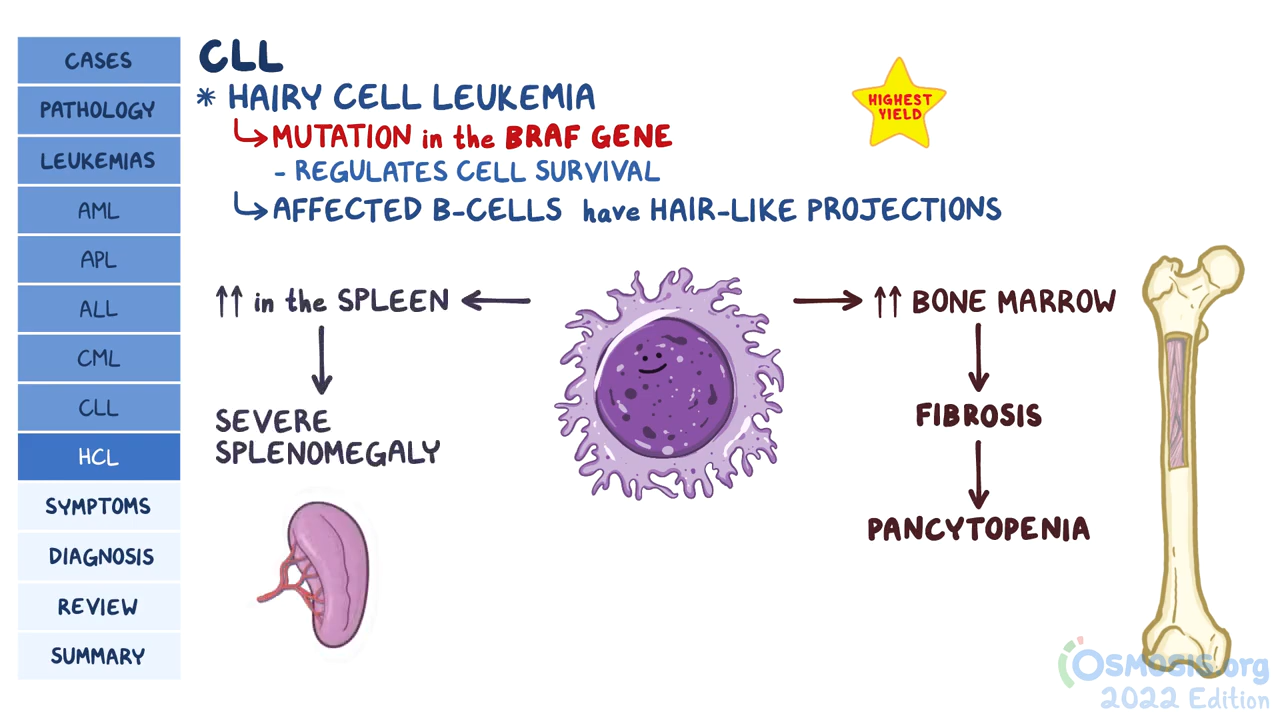 CASES
PATHOLOGY
LEUKEMIAS
AML
APL
ALL
CML
CLL
HCL
SYMPTOMS
DIAGNOSIS
REVIEW
SUMMARY
CLL
* HAIRY CELL LEUKEMIA
↳ MUTATION in the BRAF GENE
- REGULATES CELL SURVIVAL
↳ AFFECTED B-CELLS have HAIR-LIKE PROJECTIONS
HIGHEST
YIELD
↑↑ in the SPLEEN
SEVERE
SPLENOMEGALY
↑↑ BONE MARROW
FIBROSIS
PANCYTOPENIA
OSMOSIS.org
2022 Edition